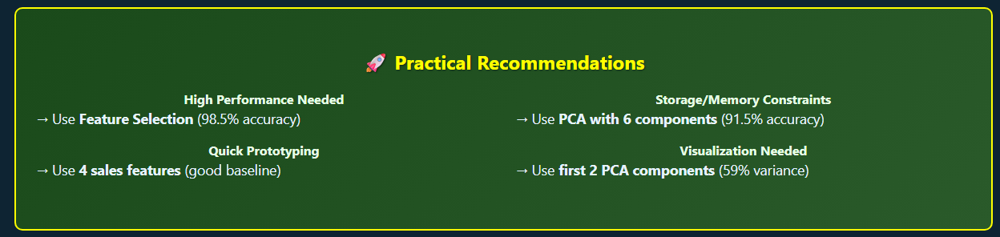 🚀 Practical Recommendations
High Performance Needed
→ Use Feature Selection (98.5% accuracy)
Storage/Memory Constraints
→ Use PCA with 6 components (91.5% accuracy)
Quick Prototyping
→ Use 4 sales features (good baseline)
Visualization Needed
→ Use first 2 PCA components (59% variance)